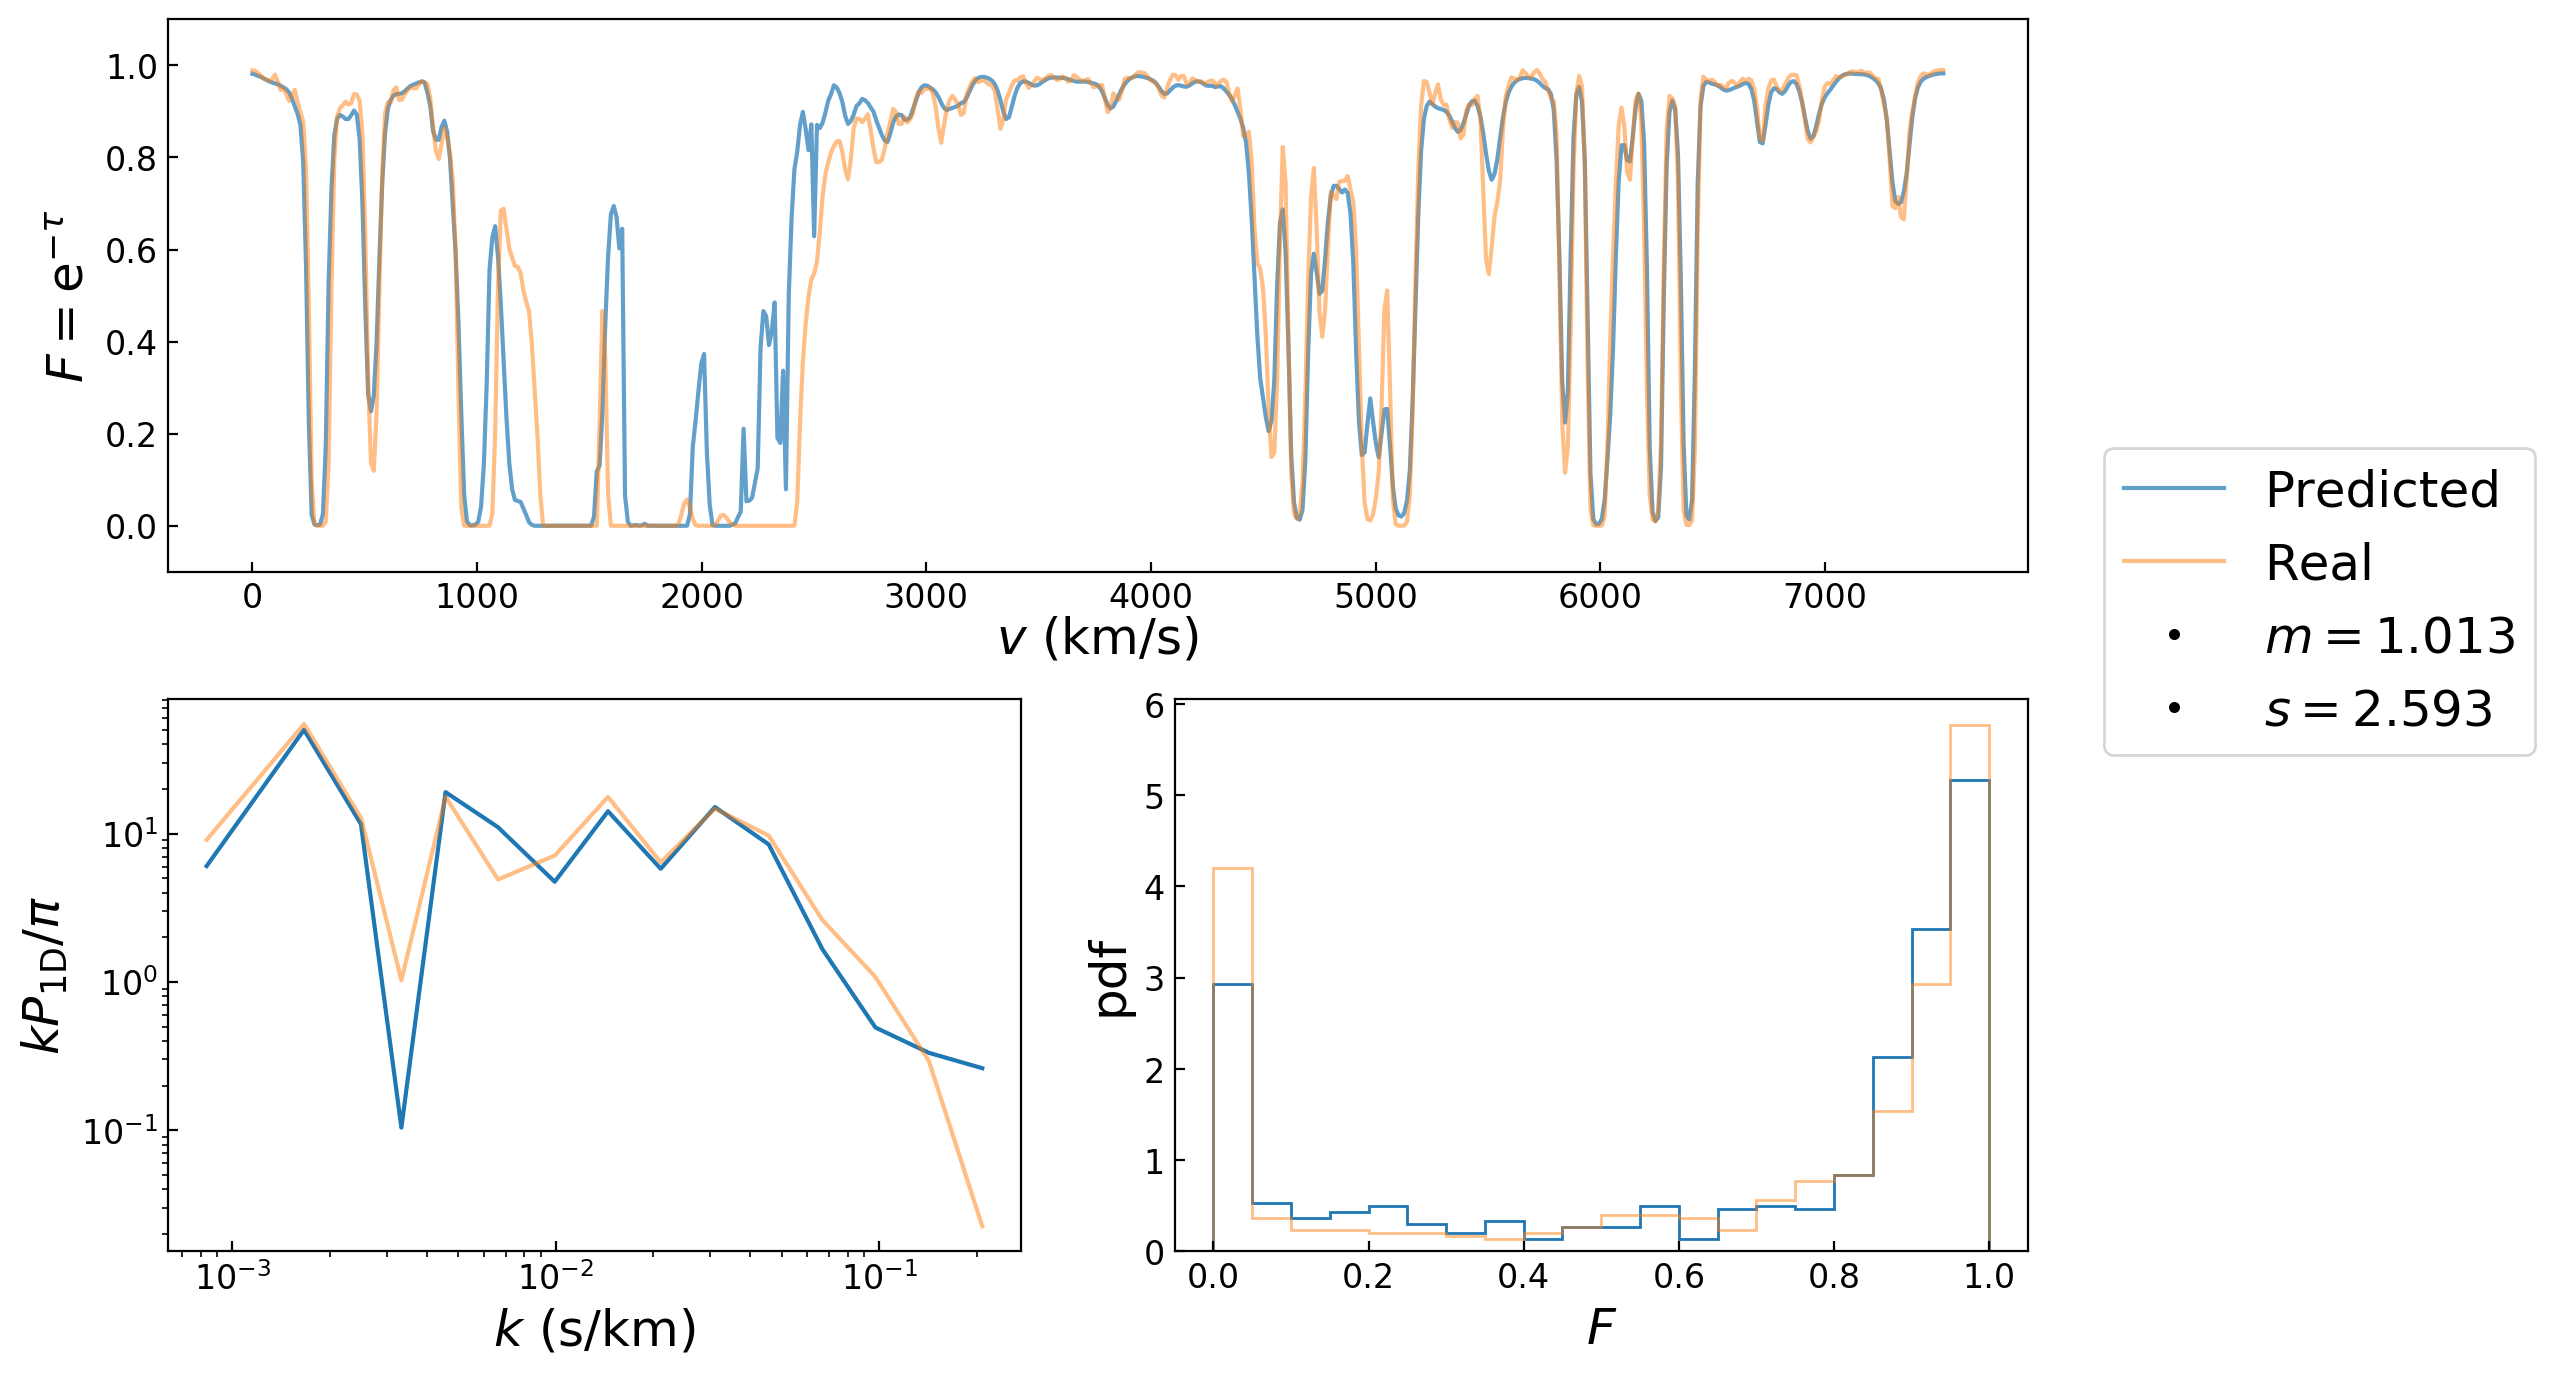 F = e^{-τ}
1.0
0.8
0.6
0.4
0.2
0.0
0 1000 2000 3000 4000 5000 6000 7000
v (km/s)
Predicted
Real
m = 1.013
s = 2.593
kP_{1D}/π
10^1
10^0
10^{-1}
10^{-3} 10^{-2} 10^{-1}
k (s/km)
pdf
6
5
4
3
2
1
0
0.0 0.2 0.4 0.6 0.8 1.0
F